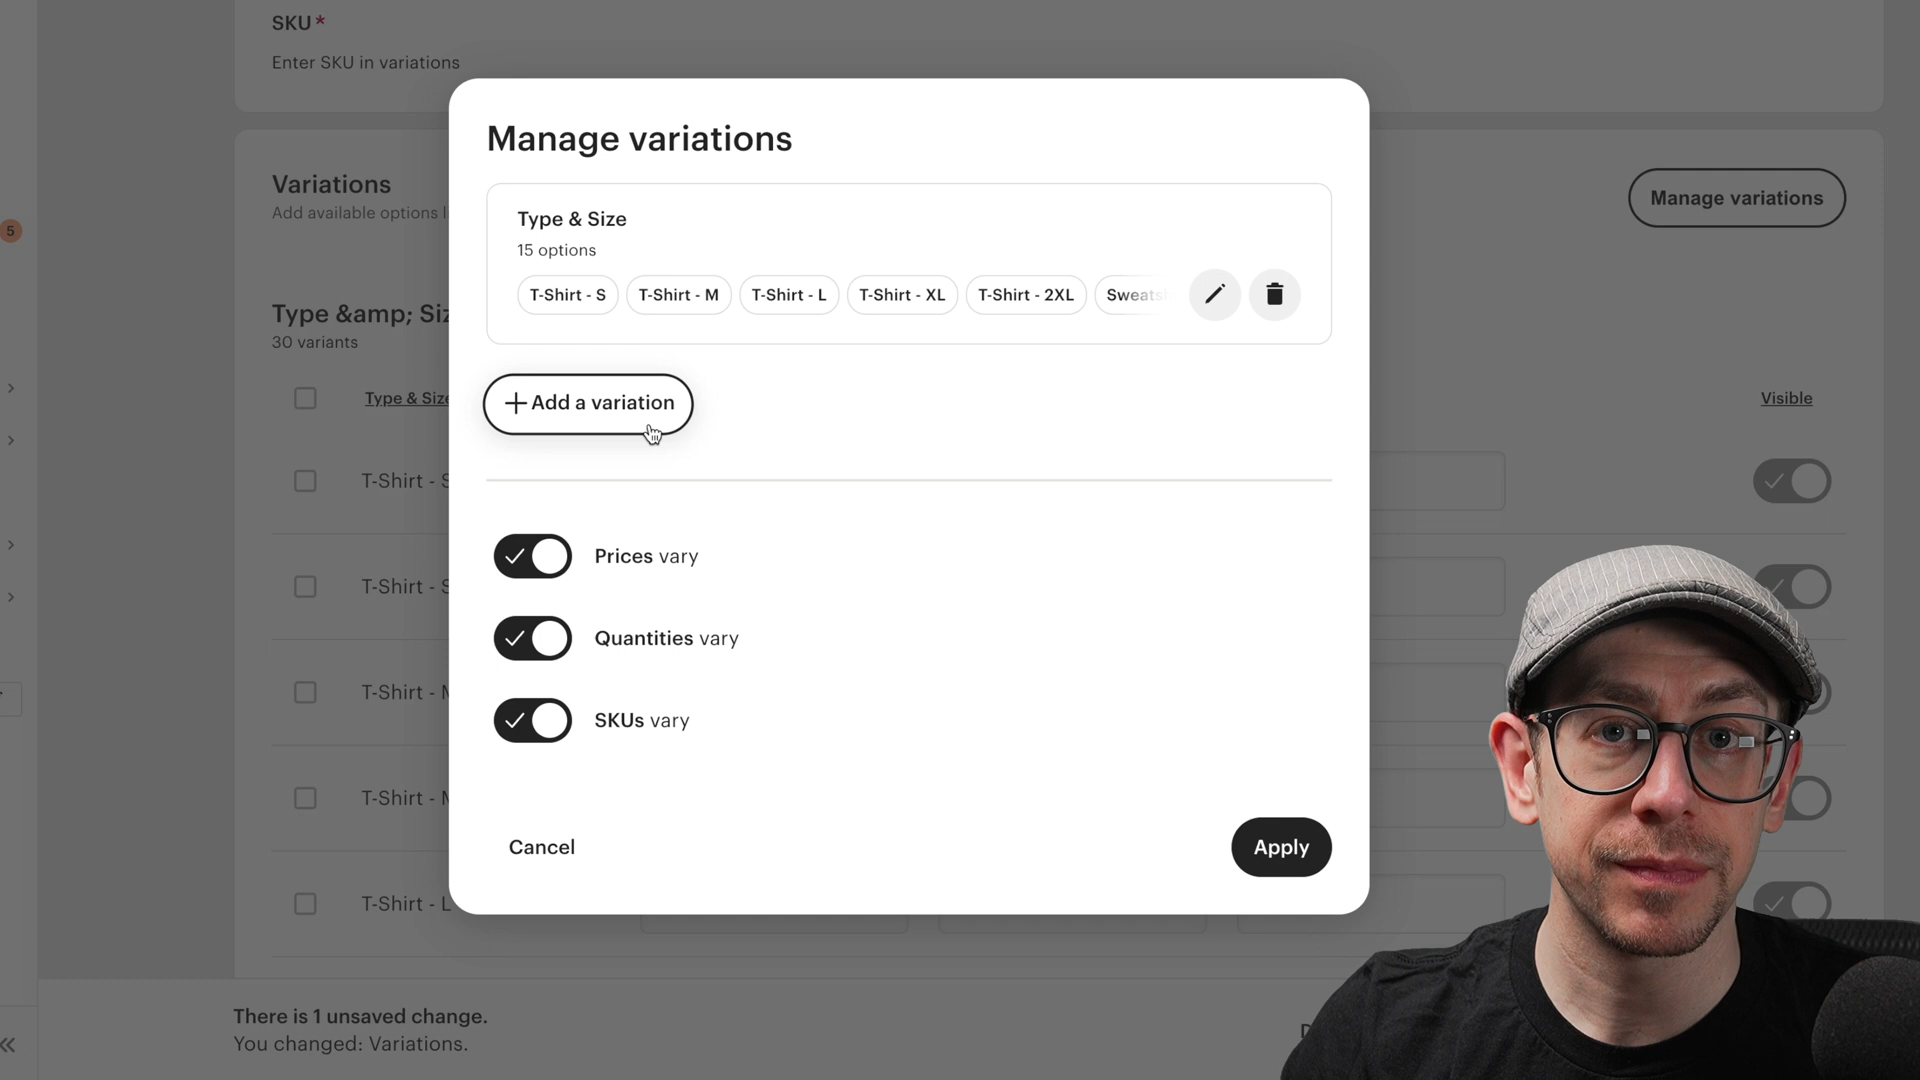 SKU*
Enter SKU in variations
Manage variations
Variations
Add available options
Manage variations
Type & Size
15 options
T-Shirt - S
T-Shirt - M
T-Shirt - L
T-Shirt - XL
T-Shirt - 2XL
5
Type &amp;
30 variants
+ Add a variation
Type & Size
Visible
T-Shirt - S
Prices vary
T-Shirt - S
Quantities vary
T-Shirt - M
SKUs vary
T-Shirt - M
Cancel
Apply
T-Shirt - L
There is 1 unsaved change.
You changed: Variations.